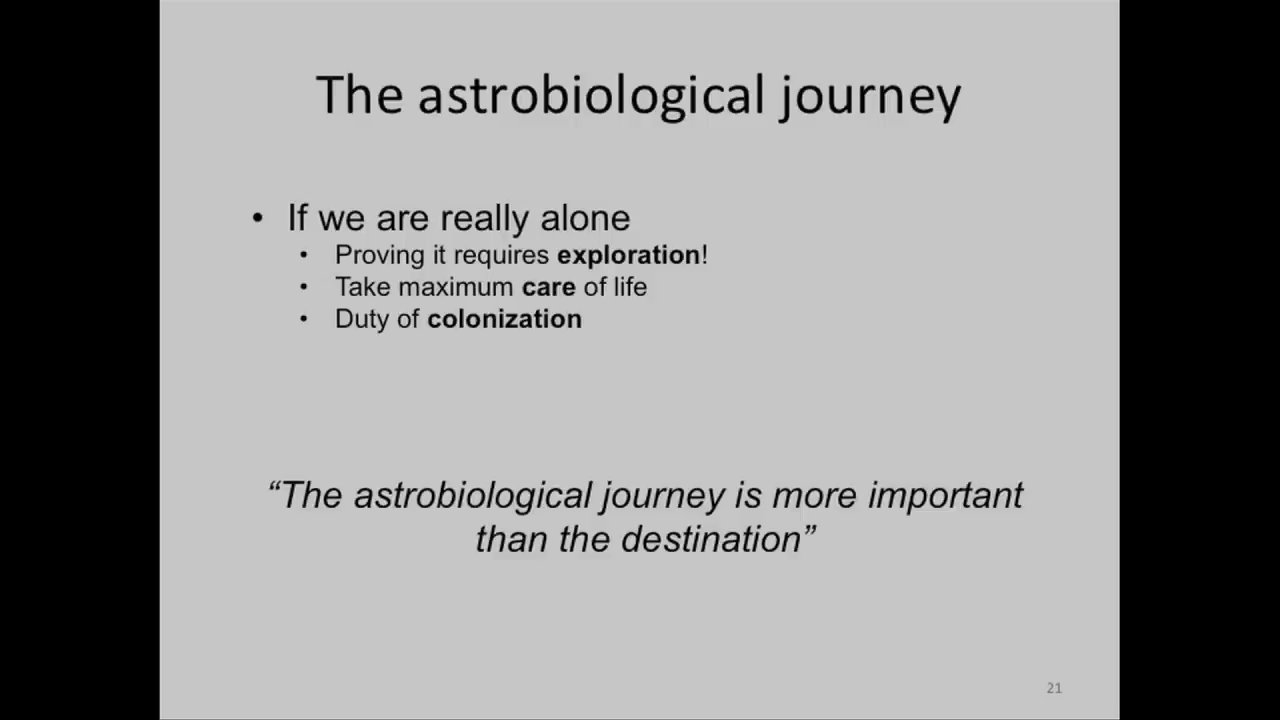 The astrobiological journey
• If we are really alone
• Proving it requires exploration!
• Take maximum care of life
• Duty of colonization
“The astrobiological journey is more important
than the destination”
21